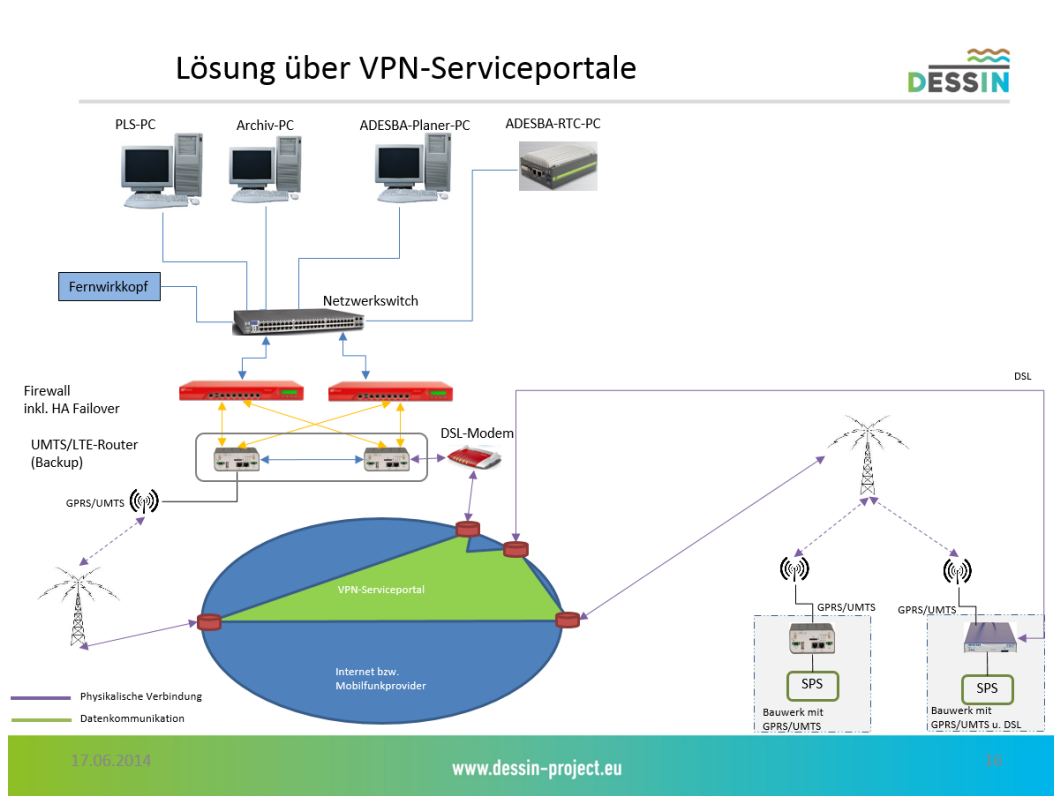 Lösung über VPN-Serviceportale
DESSIN
PLS-PC
Archiv-PC
ADESBA-Planer-PC
ADESBA-RTC-PC
Fernwirkkopf
Netzwerkswitch
Firewall
inkl. HA Failover
DSL
UMTS/LTE-Router
(Backup)
DSL-Modem
GPRS/UMTS
VPN-Serviceportal
GPRS/UMTS
GPRS/UMTS
Internet bzw.
Mobilfunkprovider
SPS
SPS
Bauwerk mit
GPRS/UMTS
Bauwerk mit
GPRS/UMTS u. DSL
Physikalische Verbindung
Datenkommunikation
17.06.2014
www.dessin-project.eu
16